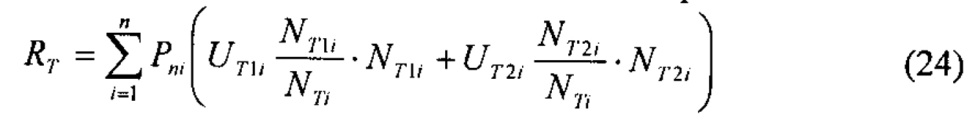 R_T = \sum_{i=1}^{n} P_{ni} \left( U_{T1i} \frac{N_{T1i}}{N_{Ti}} \cdot N_{T1i} + U_{T2i} \frac{N_{T2i}}{N_{Ti}} \cdot N_{T2i} \right) (24)